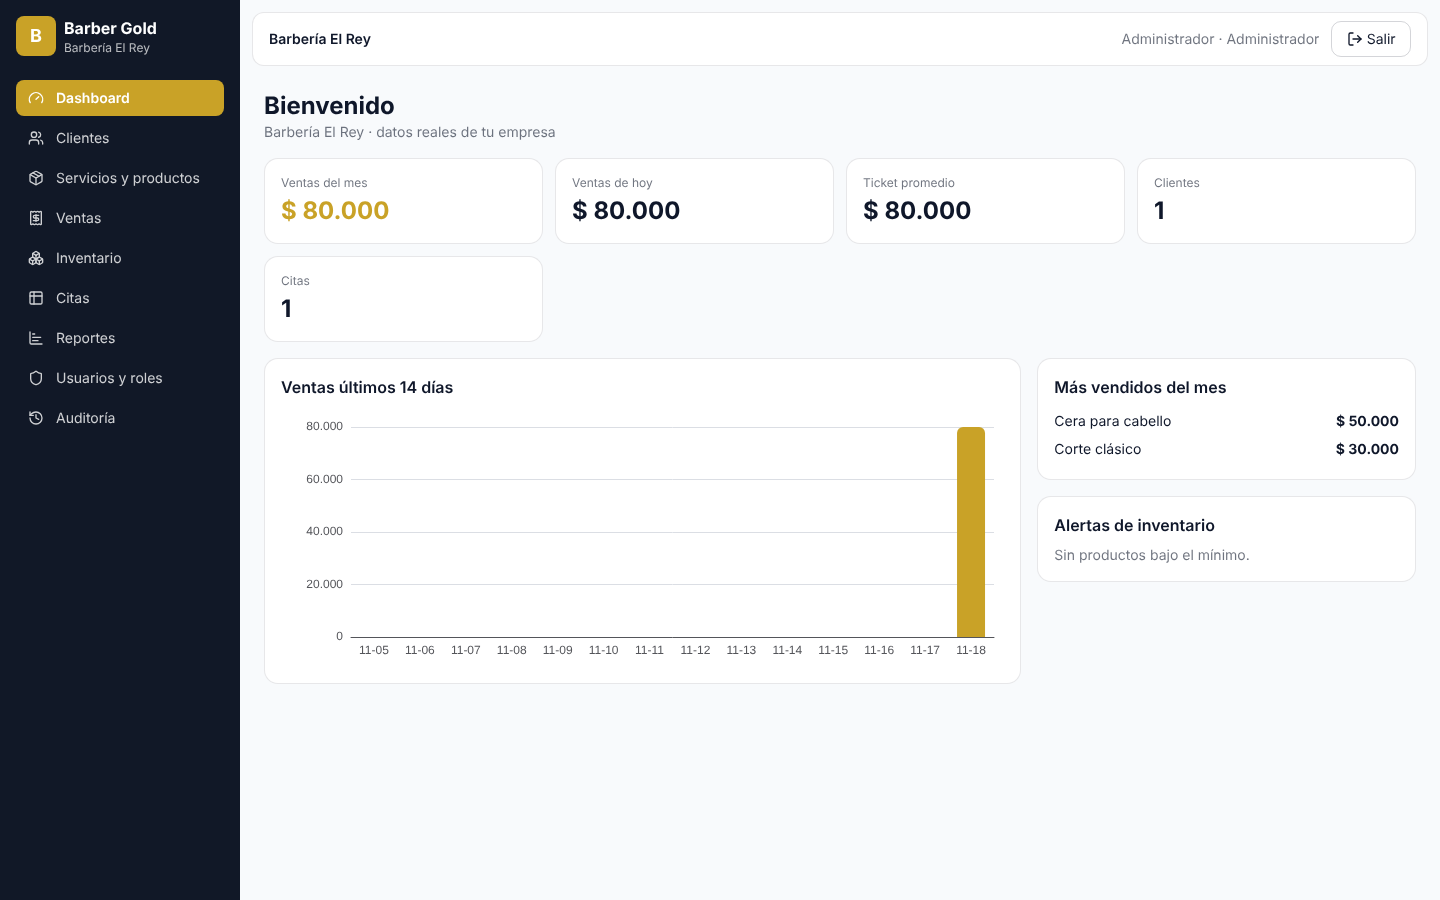 B
Barber Gold
Barbería El Rey
Dashboard
Clientes
Servicios y productos
Ventas
Inventario
Citas
Reportes
Usuarios y roles
Auditoría
Barbería El Rey
Administrador · Administrador
Salir
Bienvenido
Barbería El Rey · datos reales de tu empresa
Ventas del mes
$ 80.000
Ventas de hoy
$ 80.000
Ticket promedio
$ 80.000
Clientes
1
Citas
1
Ventas últimos 14 días
80.000
60.000
40.000
20.000
0
11-05 11-06 11-07 11-08 11-09 11-10 11-11 11-12 11-13 11-14 11-15 11-16 11-17 11-18
Más vendidos del mes
Cera para cabello $ 50.000
Corte clásico $ 30.000
Alertas de inventario
Sin productos bajo el mínimo.